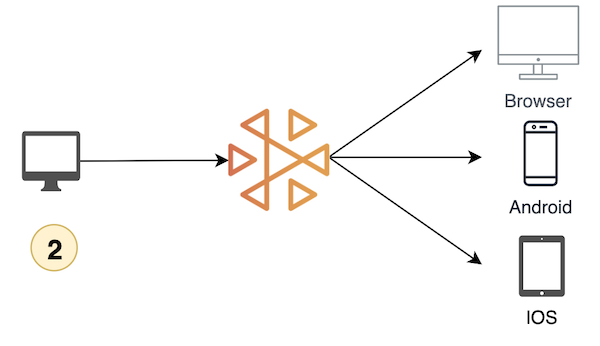 Browser
2
Android
IOS